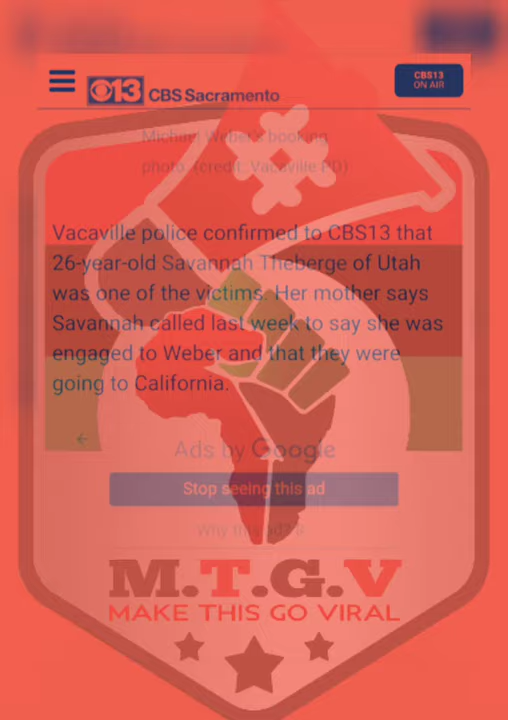 CBS13
ON AIR
13 CBS Sacramento
Michael Weber's booking
photo. (credit: Vacaville PD)
Vacaville police confirmed to CBS13 that
26-year-old Savannah Theberge of Utah
was one of the victims. Her mother says
Savannah called last week to say she was
engaged to Weber and that they were
going to California.
Ads by Google
Stop seeing this ad
Why this ad?
M.T.G.V
MAKE THIS GO VIRAL